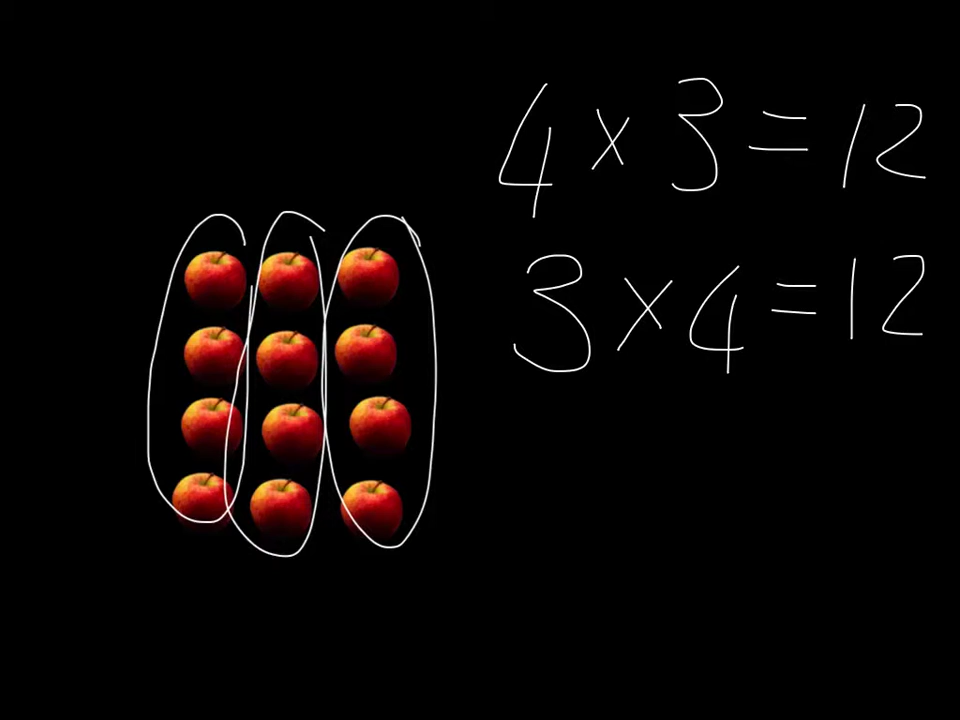 4 × 3 = 12
3 × 4 = 12